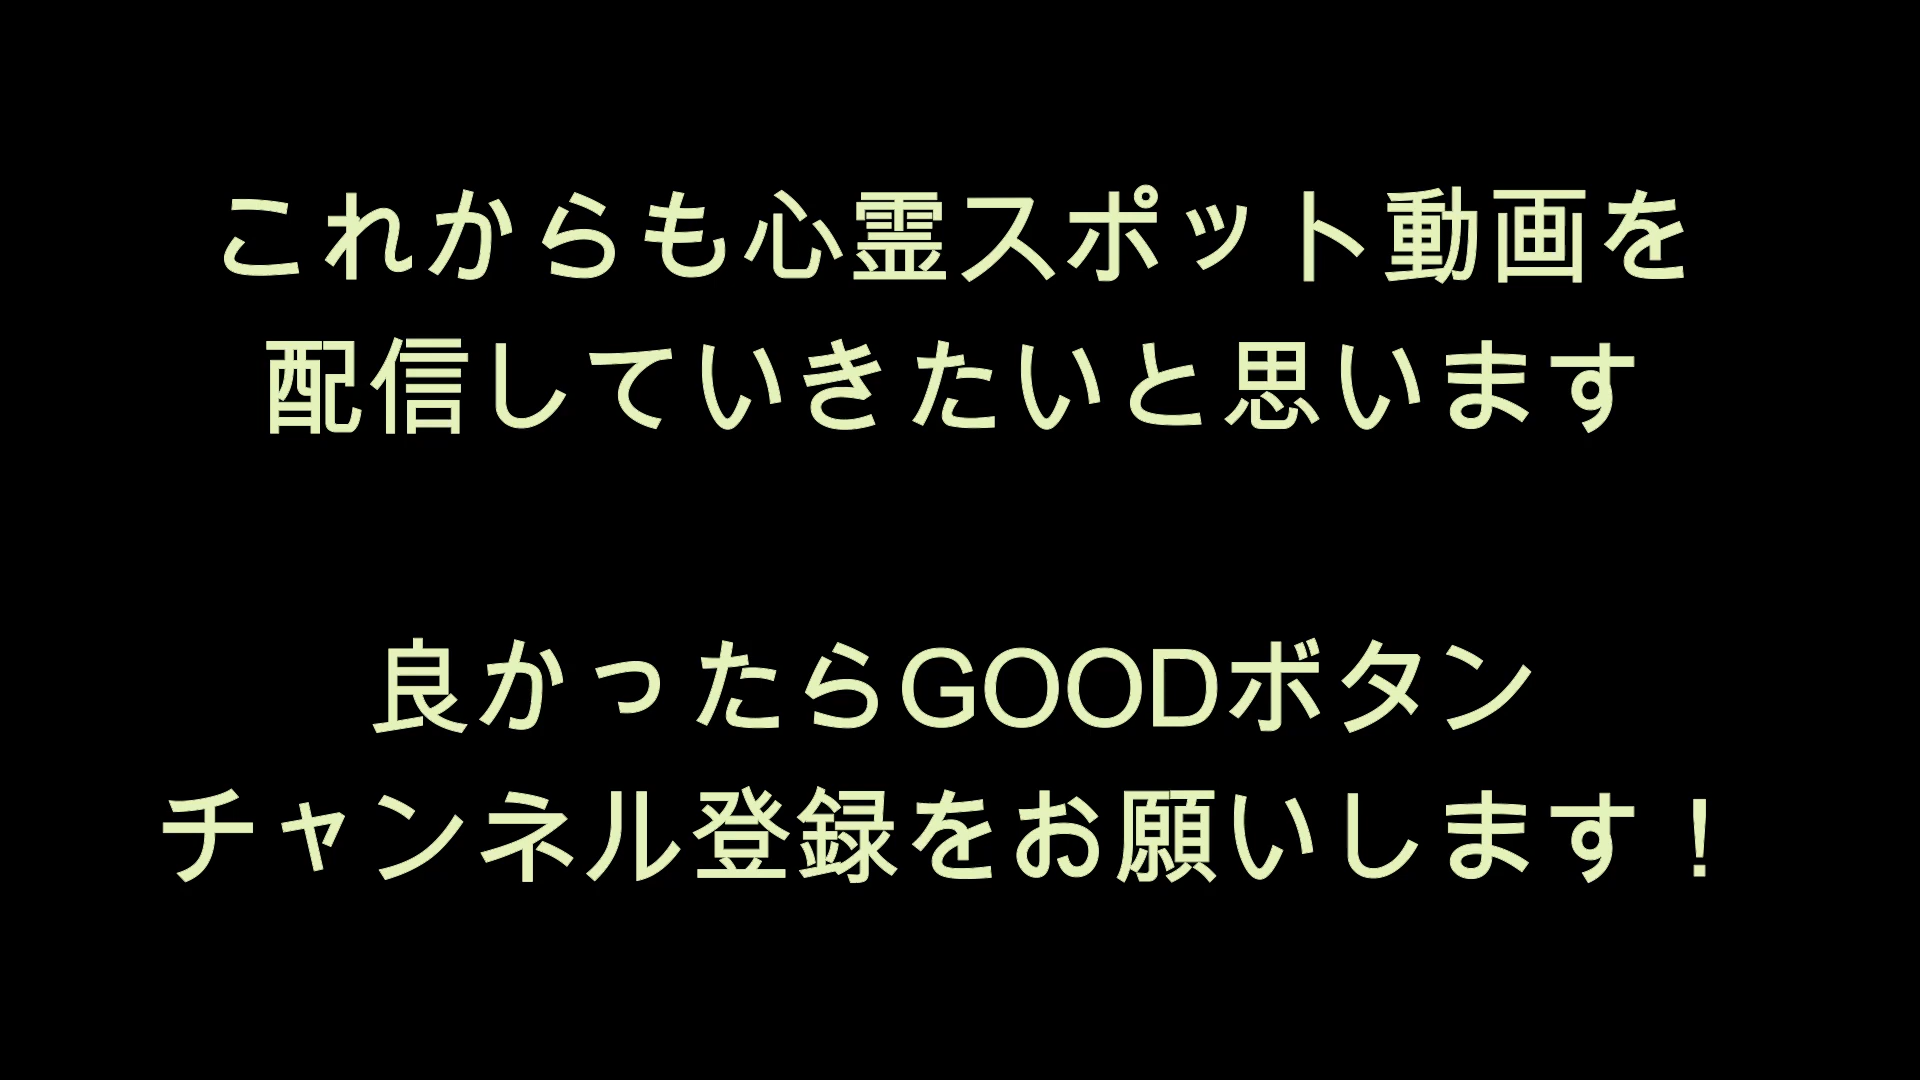 これからも心霊スポット動画を
配信していきたいと思います
良かったらGOODボタン
チャンネル登録をお願いします！